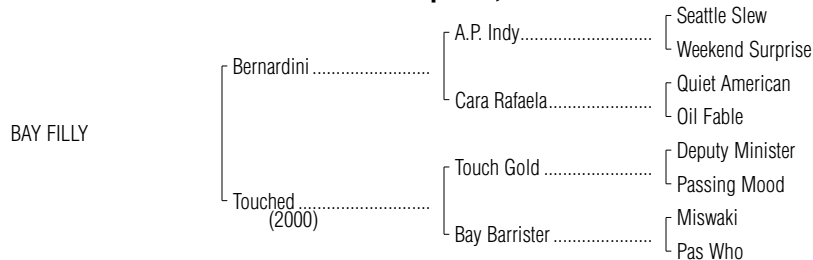 Seattle Slew
A.P. Indy
Weekend Surprise
Bernardini
Quiet American
Cara Rafaela
Oil Fable
BAY FILLY
Deputy Minister
Touch Gold
Passing Mood
Touched
(2000)
Miswaki
Bay Barrister
Pas Who